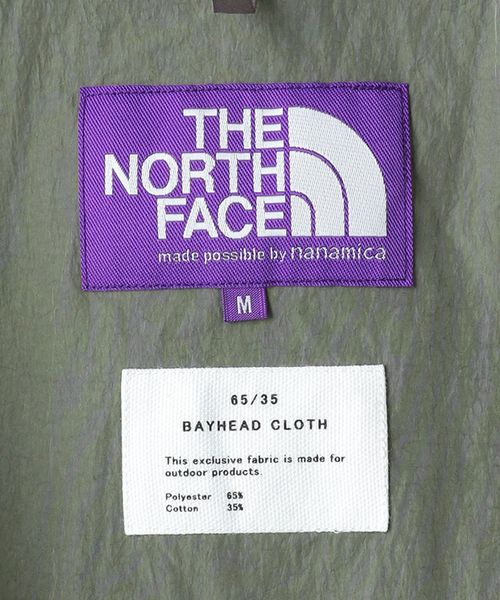 THE
NORTH
FACE
made possible by nanamica
M
65/35
BAYHEAD CLOTH
This exclusive fabric is made for
outdoor products.
Polyester 65%
Cotton 35%